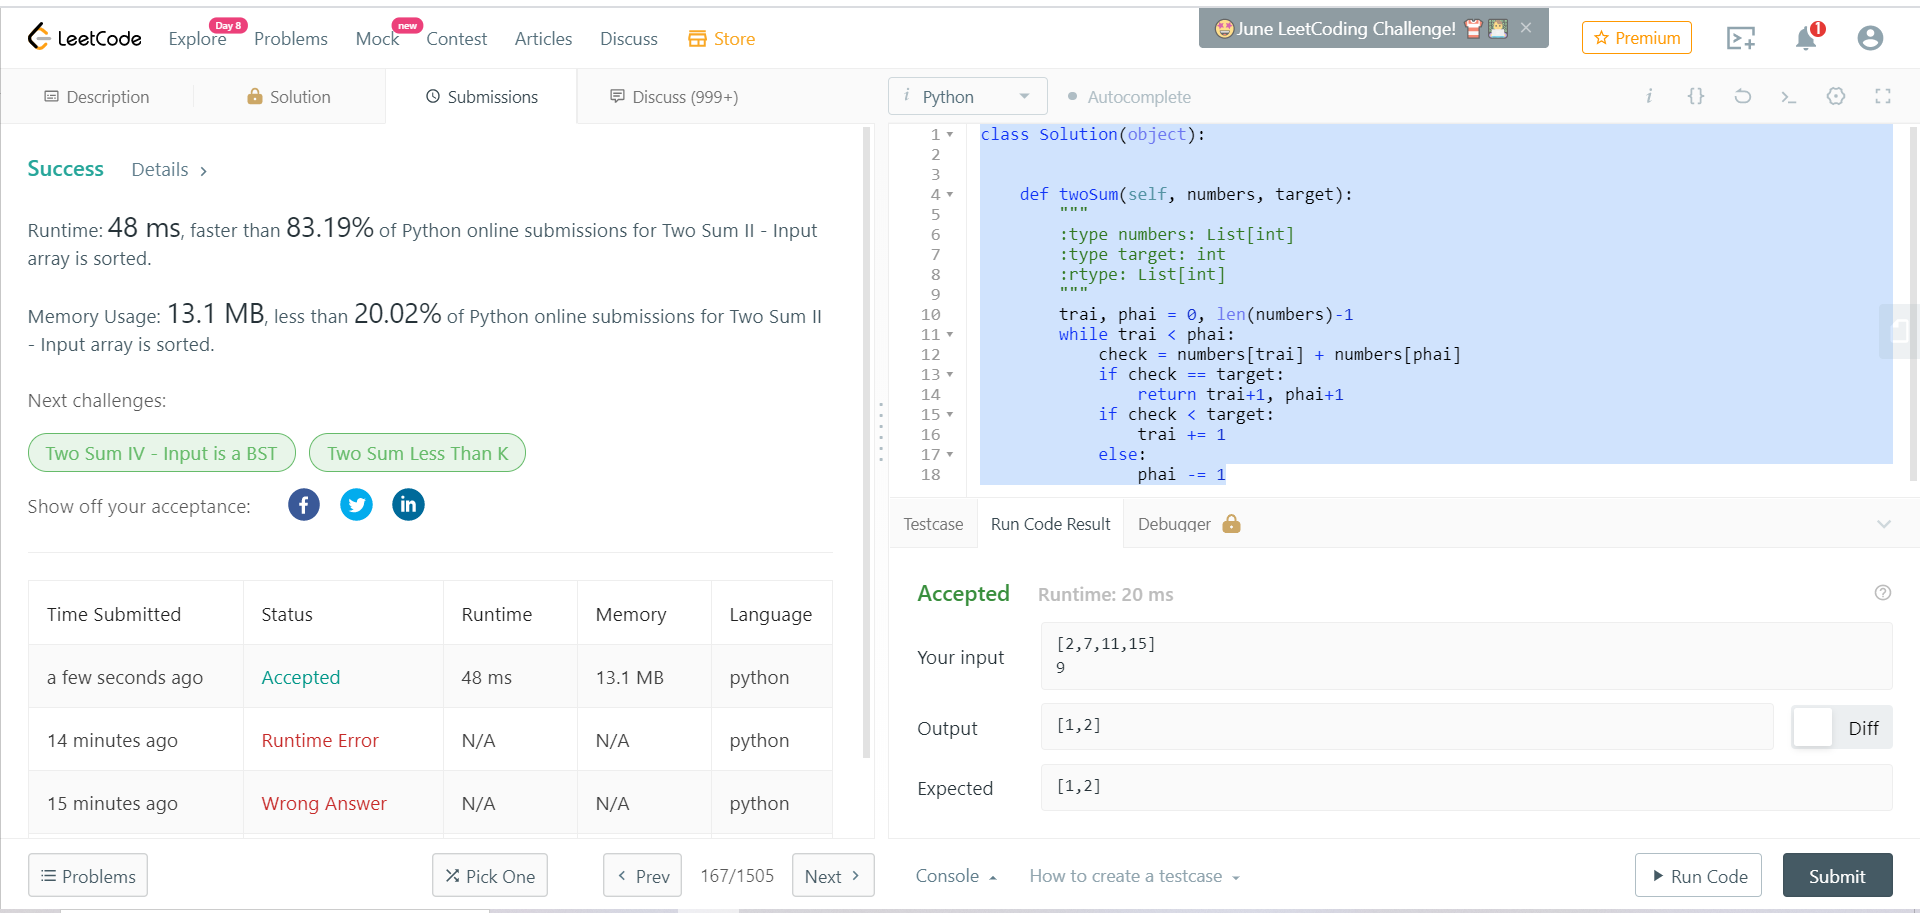 LeetCode
Explore
Day 8
Problems
Mock
new
Contest
Articles
Discuss
Store
June LeetCoding Challenge!
Premium
1
Description
Solution
Submissions
Discuss (999+)
i Python
Autocomplete
i {}
Success
Details
Runtime: 48 ms, faster than 83.19% of Python online submissions for Two Sum II - Input
array is sorted.
Memory Usage: 13.1 MB, less than 20.02% of Python online submissions for Two Sum II
- Input array is sorted.
Next challenges:
Two Sum IV - Input is a BST
Two Sum Less Than K
Show off your acceptance:
Time Submitted Status Runtime Memory Language
a few seconds ago Accepted 48 ms 13.1 MB python
14 minutes ago Runtime Error N/A N/A python
15 minutes ago Wrong Answer N/A N/A python
Problems
Pick One
Prev
167/1505
Next
1 class Solution(object):
2
3
4 def twoSum(self, numbers, target):
5 """
6 :type numbers: List[int]
7 :type target: int
8 :rtype: List[int]
9 """
10 trai, phai = 0, len(numbers)-1
11 while trai < phai:
12 check = numbers[trai] + numbers[phai]
13 if check == target:
14 return trai+1, phai+1
15 if check < target:
16 trai += 1
17 else:
18 phai -= 1
Testcase
Run Code Result
Debugger
Accepted
Runtime: 20 ms
Your input
[2,7,11,15]
9
Output
[1,2]
Diff
Expected
[1,2]
Console
How to create a testcase
Run Code
Submit